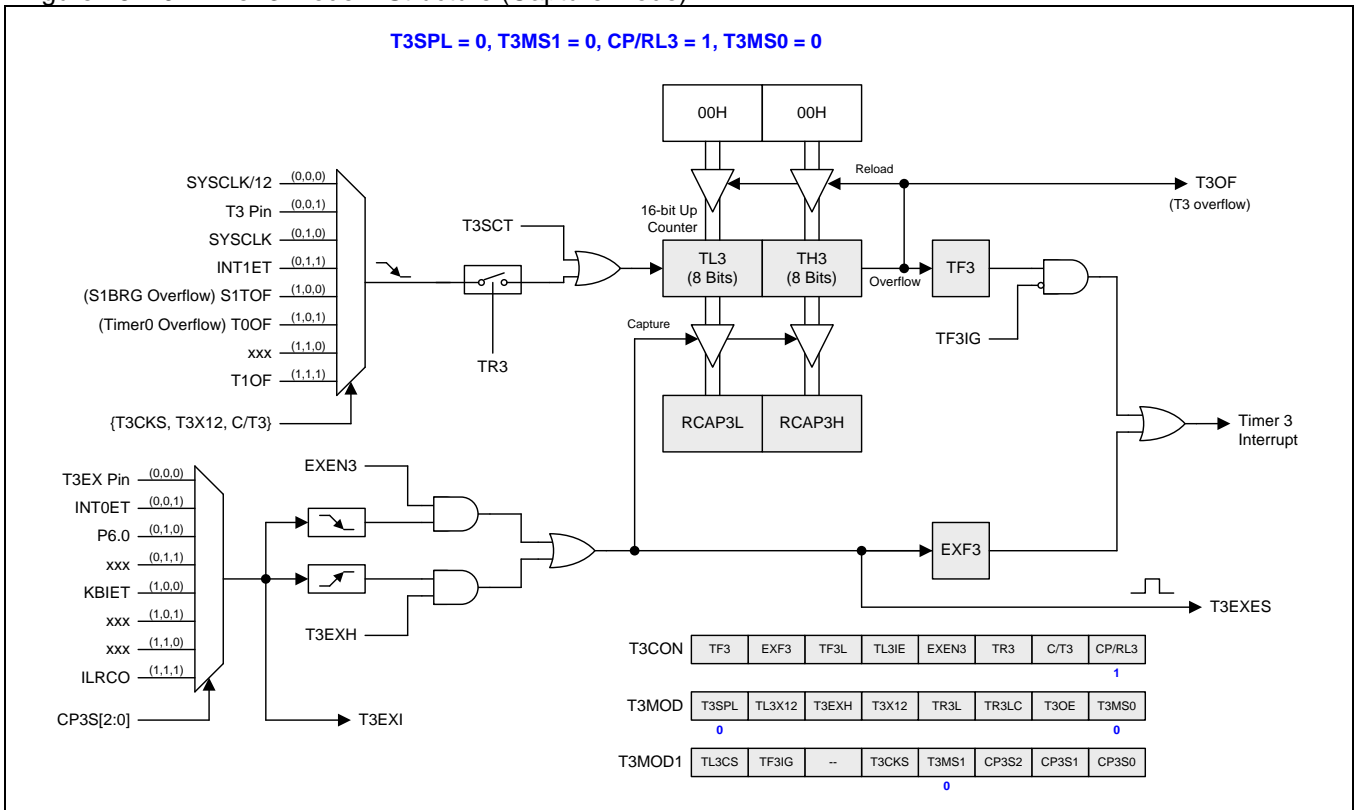 T3SPL = 0, T3MS1 = 0, CP/RL3 = 1, T3MS0 = 0
00H 00H
Reload
T3OF
(T3 overflow)
SYSCLK/12 (0,0,0)
T3 Pin (0,0,1)
SYSCLK (0,1,0)
INT1ET (0,1,1)
(S1BRG Overflow) S1TOF (1,0,0)
(Timer0 Overflow) T0OF (1,0,1)
xxx (1,1,0)
T1OF (1,1,1)
{T3CKS, T3X12, C/T3}
T3SCT
TR3
16-bit Up
Counter
TL3
(8 Bits)
TH3
(8 Bits)
Overflow
TF3
TF3IG
Capture
RCAP3L RCAP3H
Timer 3
Interrupt
T3EX Pin (0,0,0)
INT0ET (0,0,1)
P6.0 (0,1,0)
xxx (0,1,1)
KBIET (1,0,0)
xxx (1,0,1)
xxx (1,1,0)
ILRCO (1,1,1)
CP3S[2:0]
EXEN3
T3EXH
T3EXI
EXF3
T3EXES
T3CON TF3 EXF3 TF3L TL3IE EXEN3 TR3 C/T3 CP/RL3
1
T3MOD T3SPL TL3X12 T3EXH T3X12 TR3L TR3LC T3OE T3MS0
0 0
T3MOD1 TL3CS TF3IG -- T3CKS T3MS1 CP3S2 CP3S1 CP3S0
0